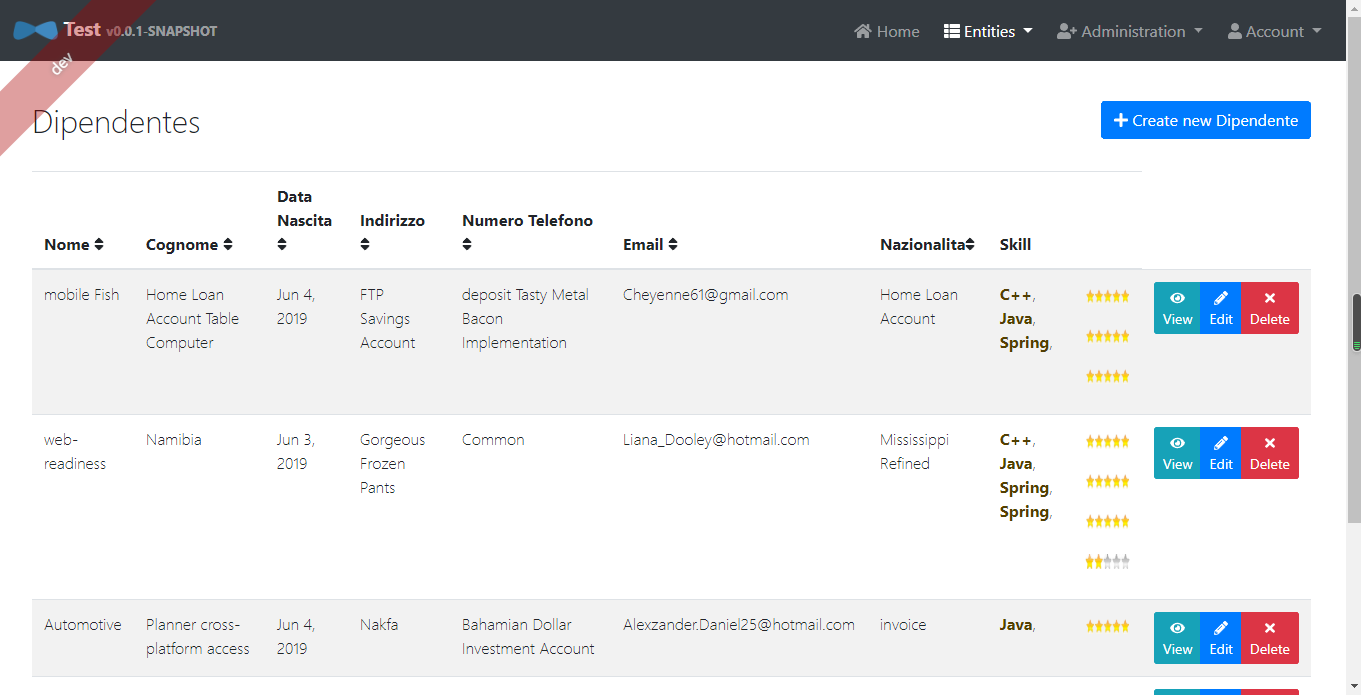 Test v0.0.1-SNAPSHOT
Home Entities Administration Account
dev
Dipendentes
Create new Dipendente
Nome Cognome Data Nascita Indirizzo Numero Telefono Email Nazionalita Skill
mobile Fish
Home Loan
Account Table
Computer
Jun 4,
2019
FTP
Savings
Account
deposit Tasty Metal
Bacon
Implementation
Cheyenne61@gmail.com
Home Loan
Account
C++,
Java,
Spring,
View Edit Delete
web-
readiness
Namibia
Jun 3,
2019
Gorgeous
Frozen
Pants
Common
Liana_Dooley@hotmail.com
Mississippi
Refined
C++,
Java,
Spring,
Spring,
View Edit Delete
Automotive
Planner cross-
platform access
Jun 4,
2019
Nakfa
Bahamian Dollar
Investment Account
Alexzander.Daniel25@hotmail.com
invoice
Java,
View Edit Delete